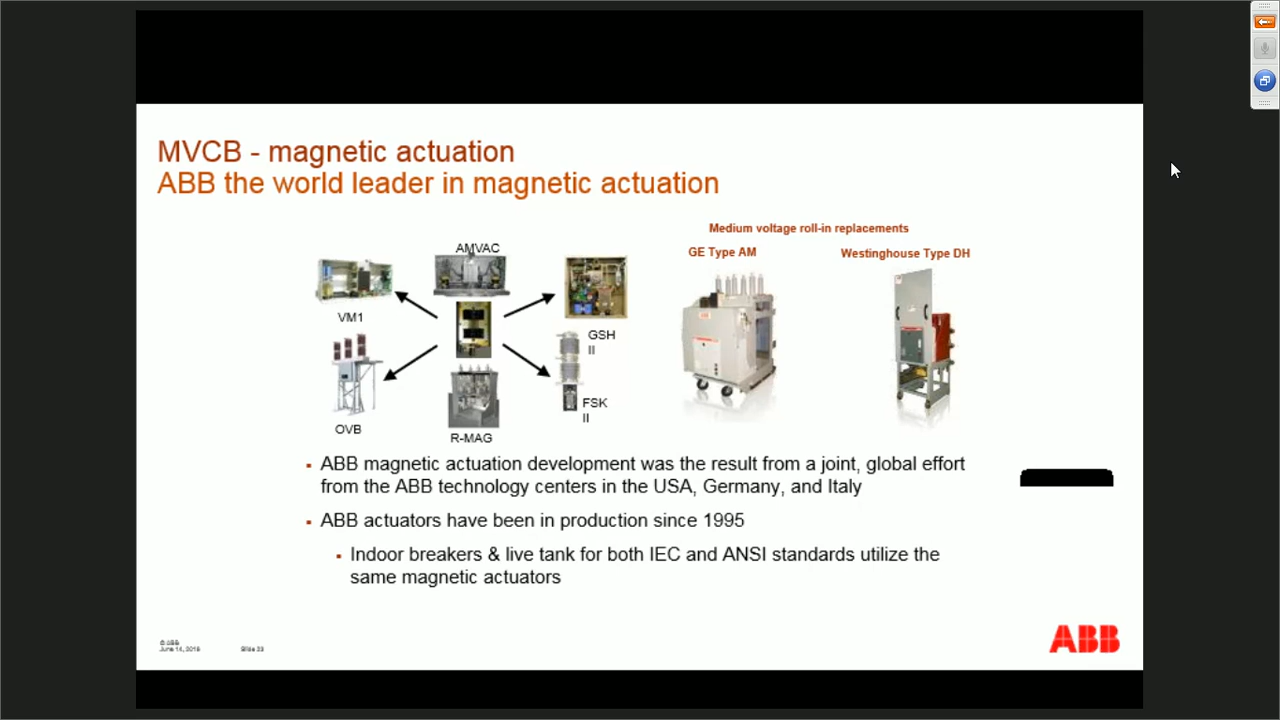 MVCB - magnetic actuation
ABB the world leader in magnetic actuation
Medium voltage roll-in replacements
GE Type AM
Westinghouse Type DH
AMVAC
VM1
GSH
II
OVB
R-MAG
FSK
II
▪ ABB magnetic actuation development was the result from a joint, global effort
from the ABB technology centers in the USA, Germany, and Italy
▪ ABB actuators have been in production since 1995
▪ Indoor breakers & live tank for both IEC and ANSI standards utilize the
same magnetic actuators
© ABB
Slide 23
ABB